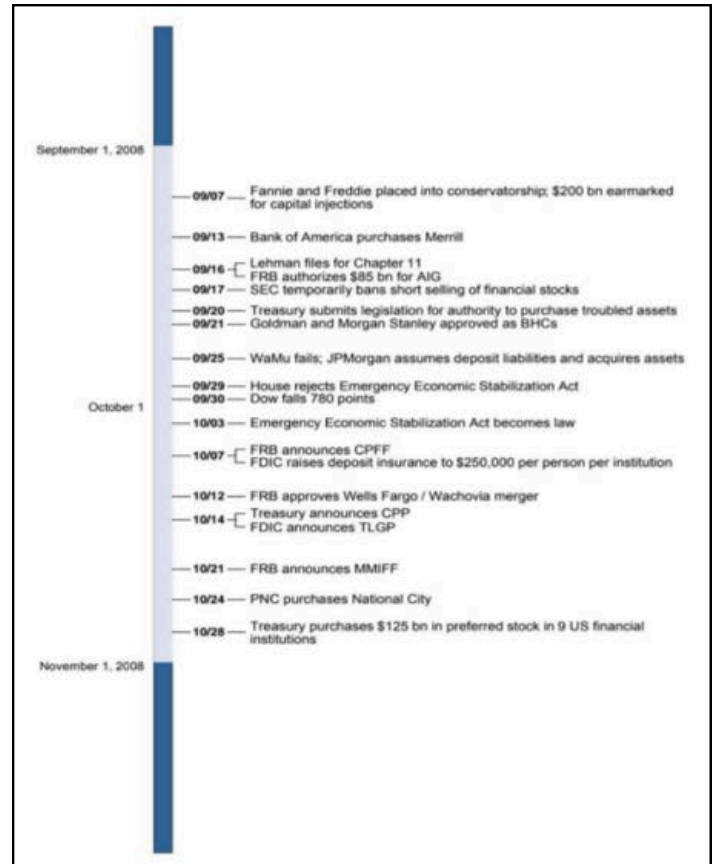 September 1, 2008
09/07 Fannie and Freddie placed into conservatorship; $200 bn earmarked
for capital injections
09/13 Bank of America purchases Merrill
09/16 Lehman files for Chapter 11
FRB authorizes $85 bn for AIG
09/17 SEC temporarily bans short selling of financial stocks
09/20 Treasury submits legislation for authority to purchase troubled assets
09/21 Goldman and Morgan Stanley approved as BHCs
09/25 WaMu fails; JPMorgan assumes deposit liabilities and acquires assets
09/29 House rejects Emergency Economic Stabilization Act
09/30 Dow falls 780 points
October 1
10/03 Emergency Economic Stabilization Act becomes law
10/07 FRB announces CPFF
FDIC raises deposit insurance to $250,000 per person per institution
10/12 FRB approves Wells Fargo / Wachovia merger
10/14 Treasury announces CPP
FDIC announces TLGP
10/21 FRB announces MMIFF
10/24 PNC purchases National City
10/28 Treasury purchases $125 bn in preferred stock in 9 US financial
institutions
November 1, 2008